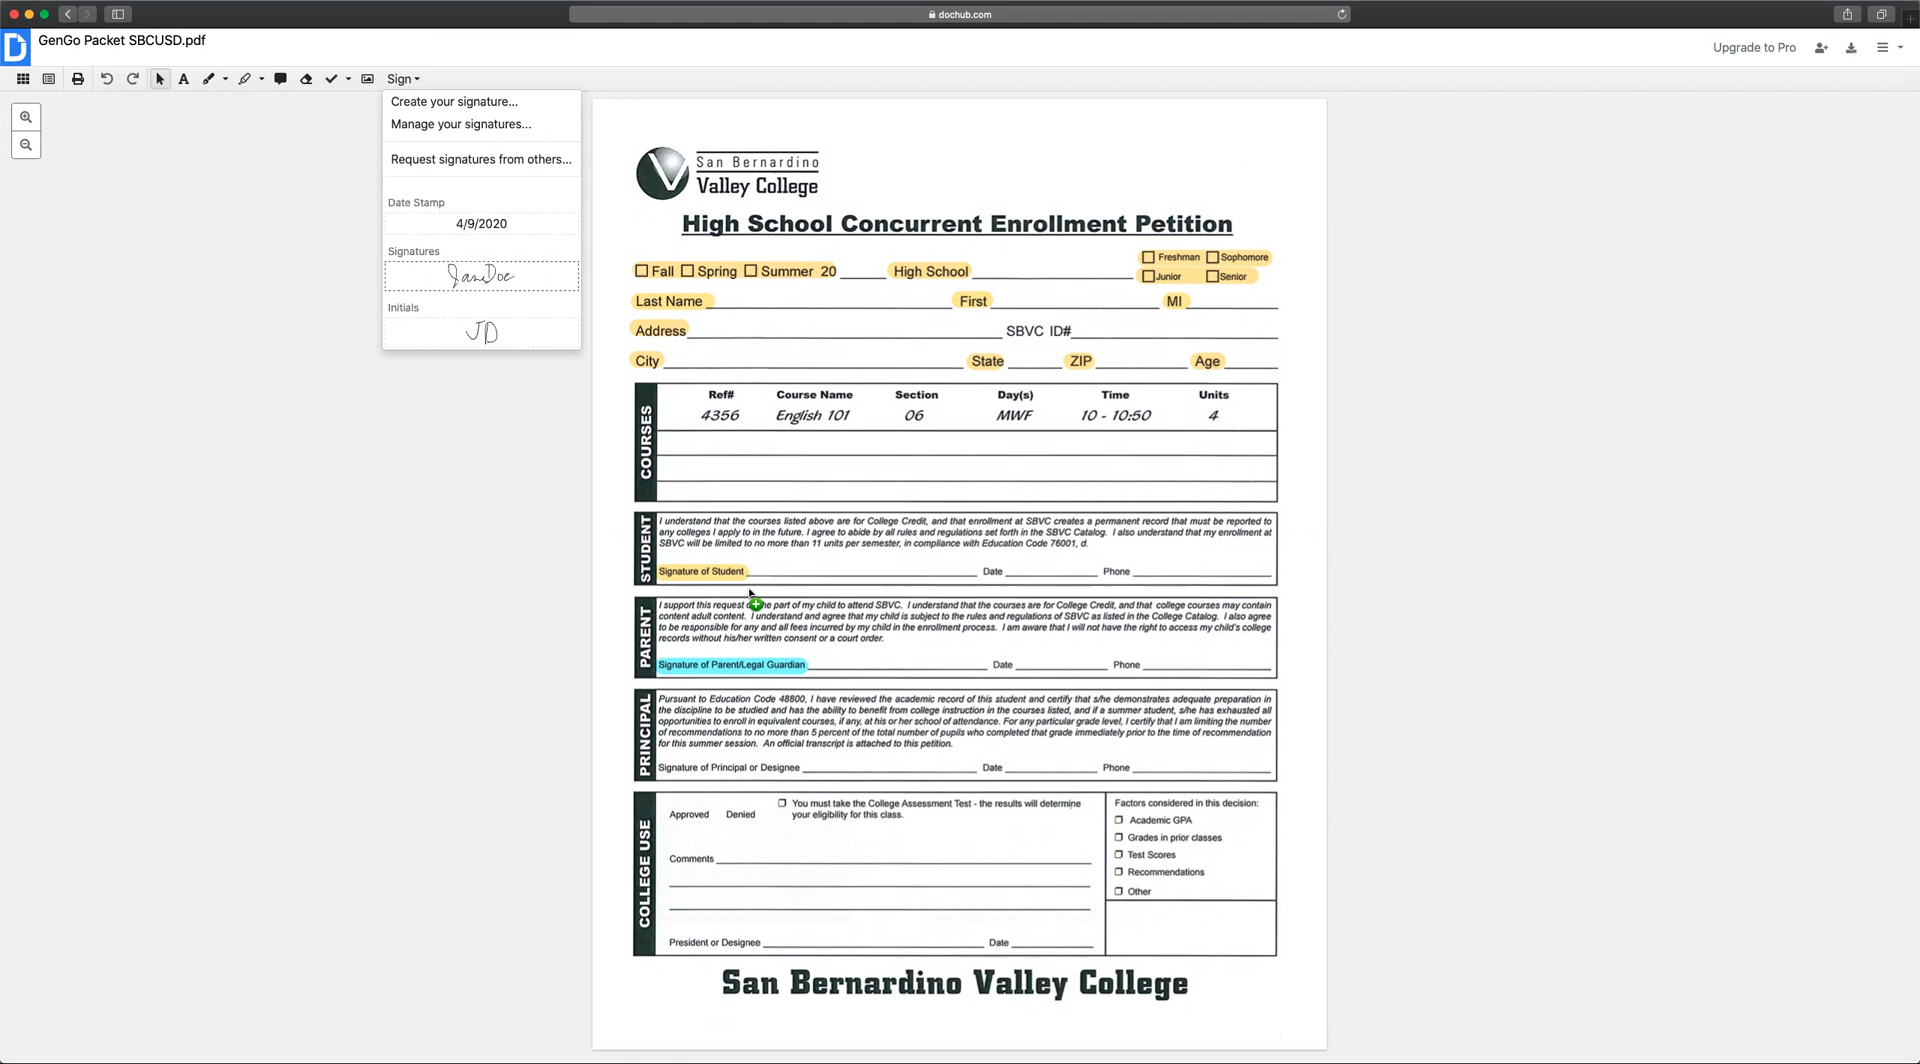 dochub.com
GenGo Packet SBCUSD.pdf
Upgrade to Pro
Sign
Create your signature...
Manage your signatures...
Request signatures from others...
Date Stamp
4/9/2020
Signatures
Jane Doe
Initials
JD
San Bernardino
Valley College
High School Concurrent Enrollment Petition
Fall Spring Summer 20 High School
Freshman Sophomore
Junior Senior
Last Name First MI
Address SBVC ID#
City State ZIP Age
COURSES
Ref# Course Name Section Day(s) Time Units
4356 English 101 06 MWF 10 - 10:50 4
STUDENT
I understand that the courses listed above are for College Credit, and that enrollment at SBVC creates a permanent record that must be reported to
any colleges I apply to in the future. I agree to abide by all rules and regulations set forth in the SBVC Catalog. I also understand that my enrollment at
SBVC will be limited to no more than 11 units per semester, in compliance with Education Code 76001, d.
Signature of Student Date Phone
PARENT
I support this request the part of my child to attend SBVC. I understand that the courses are for College Credit, and that college courses may contain
content adult content. I understand and agree that my child is subject to the rules and regulations of SBVC as listed in the College Catalog. I also agree
to be responsible for any and all fees incurred by my child in the enrollment process. I am aware that I will not have the right to access my child's college
records without his/her written consent or a court order.
Signature of Parent/Legal Guardian Date Phone
PRINCIPAL
Pursuant to Education Code 48800, I have reviewed the academic record of this student and certify that s/he demonstrates adequate preparation in
the discipline to be studied and has the ability to benefit from college instruction in the courses listed, and if a summer student, s/he has exhausted all
opportunities to enroll in equivalent courses, if any, at his or her school of attendance. For any particular grade level, I certify that I am limiting the number
of recommendations to no more than 5 percent of the total number of pupils who completed that grade immediately prior to the time of recommendation
for this summer session. An official transcript is attached to this petition.
Signature of Principal or Designee Date Phone
COLLEGE USE
Approved Denied
You must take the College Assessment Test - the results will determine
your eligibility for this class.
Comments
President or Designee Date
Factors considered in this decision:
Academic GPA
Grades in prior classes
Test Scores
Recommendations
Other
San Bernardino Valley College